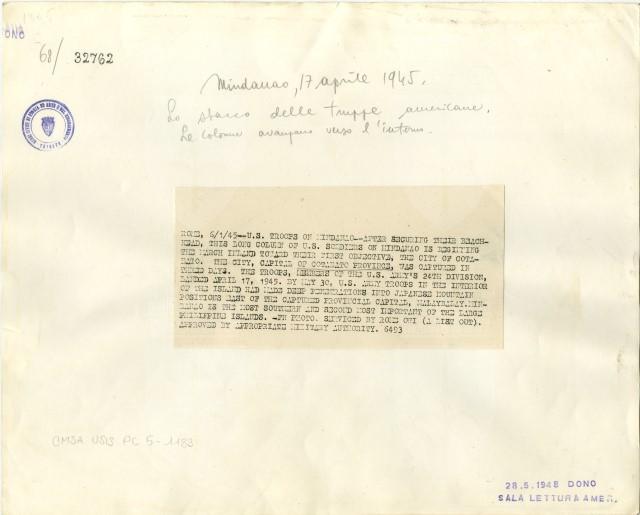 DONO
68/ 32762
Mindanao, 17 aprile 1945.
Lo sbarco delle truppe americane.
Le colonne avanzano verso l'interno.
ROME, 6/1/45--U.S. TROOPS ON MINDANAO--AFTER SECURING THEIR BEACH-
HEAD, THIS LONG COLUMN OF U.S. SOLDIERS ON MINDANAO IS BEGINNING
THE MARCH INLAND TOWARD THEIR FIRST OBJECTIVE, THE CITY OF COTA-
BATO. THE CITY, CAPITAL OF COTABATO PROVINCE, WAS CAPTURED IN
THREE DAYS. THE TROOPS, MEMBERS OF THE U.S. ARMY'S 24TH DIVISION,
LANDED APRIL 17, 1945. BY MAY 30, U.S. ARMY TROOPS IN THE INTERIOR
OF THE ISLAND HAD MADE DEEP PENETRATIONS INTO JAPANESE MOUNTAIN
POSITIONS EAST OF THE CAPTURED PROVINCIAL CAPITAL, MALAYBALAY. MIN-
DANAO IS THE MOST SOUTHERN AND SECOND MOST IMPORTANT OF THE LARGE
PHILIPPINE ISLANDS. -PN PHOTO. SERVICED BY ROME OWI (A LIST OUT).
APPROVED BY APPROPRIATE MILITARY AUTHORITY. 6493
CMSA USIS PC 5-1183
28.5.1948 DONO
SALA LETTURA AMER.